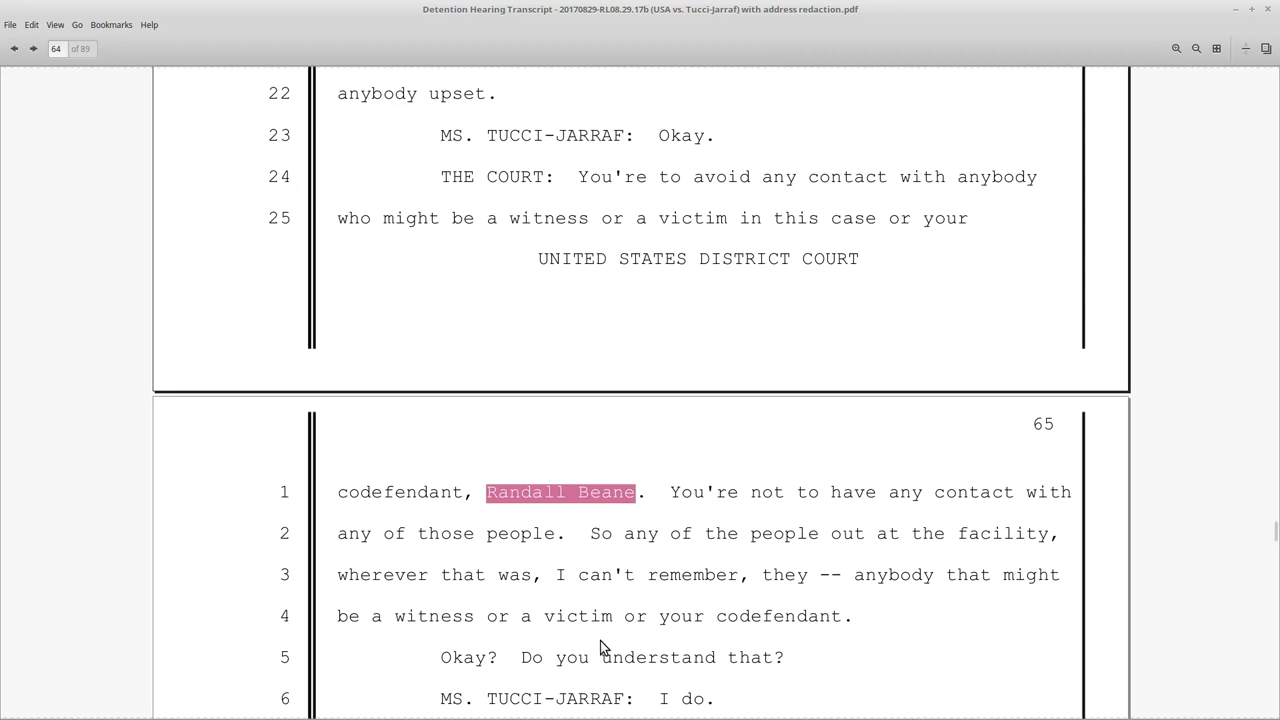 Detention Hearing Transcript - 20170829-RL08.29.17b (USA vs. Tucci-Jarraf) with address redaction.pdf
File Edit View Go Bookmarks Help
64 of 89
22 anybody upset.
23 MS. TUCCI-JARRAF: Okay.
24 THE COURT: You're to avoid any contact with anybody
25 who might be a witness or a victim in this case or your
UNITED STATES DISTRICT COURT
65
1 codefendant, Randall Beane. You're not to have any contact with
2 any of those people. So any of the people out at the facility,
3 wherever that was, I can't remember, they -- anybody that might
4 be a witness or a victim or your codefendant.
5 Okay? Do you understand that?
6 MS. TUCCI-JARRAF: I do.